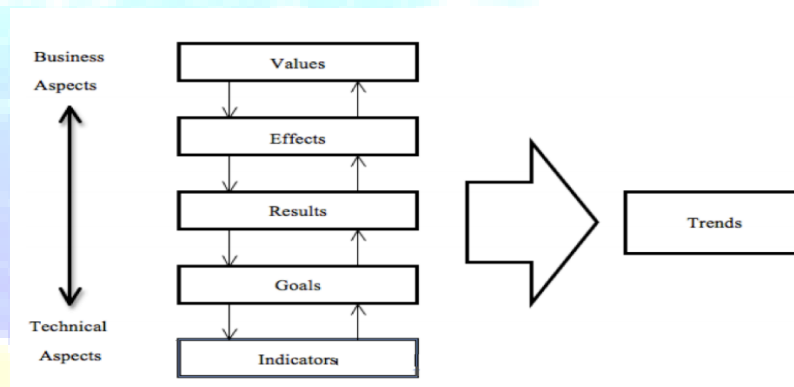 Business
Aspects
Values
Effects
Results
Goals
Indicators
Technical
Aspects
Trends